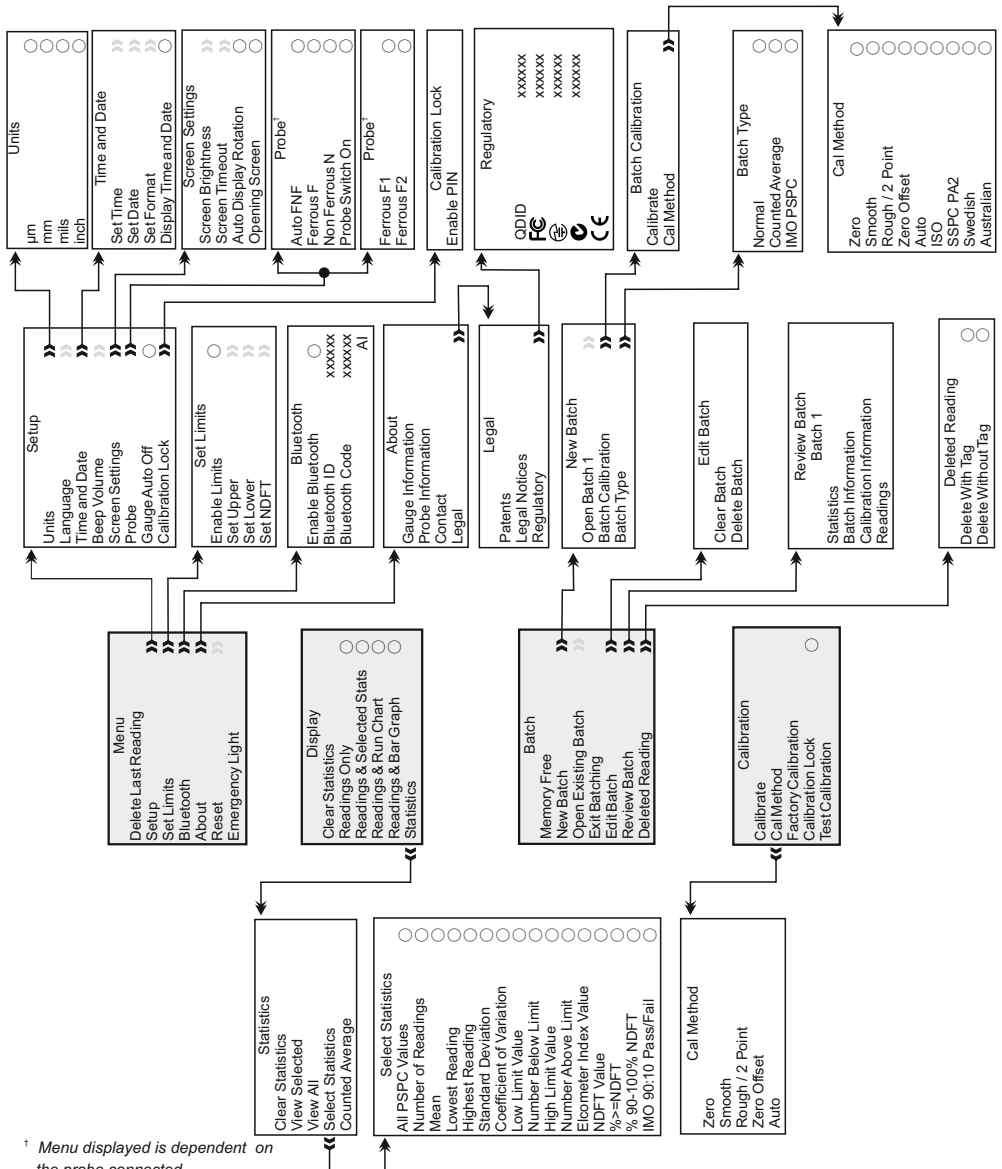 Menu
Delete Last Reading
Setup
Set Limits
Bluetooth
About
Reset
Emergency Light
Setup
Units
Language
Time and Date
Beep Volume
Screen Settings
Probe
Gauge Auto Off
Calibration Lock
Units
µm
mm
mils
inch
Time and Date
Set Time
Set Date
Set Format
Display Time and Date
Screen Settings
Screen Brightness
Screen Timeout
Auto Display Rotation
Opening Screen
Probe†
Auto FNF
Ferrous F
Non Ferrous N
Probe Switch On
Probe†
Ferrous F1
Ferrous F2
Calibration Lock
Enable PIN
Set Limits
Enable Limits
Set Upper
Set Lower
Set NDFT
Bluetooth
Enable Bluetooth
Bluetooth ID xxxxxx
Bluetooth Code xxxxxx
AI
About
Gauge Information
Probe Information
Contact
Legal
Legal
Patents
Legal Notices
Regulatory
Regulatory
QDID xxxxxx
FC xxxxxx
xxxxxx
xxxxxx
CE
Display
Clear Statistics
Readings Only
Readings & Selected Stats
Readings & Run Chart
Readings & Bar Graph
Statistics
Statistics
Clear Statistics
View Selected
View All
Select Statistics
Counted Average
Select Statistics
All PSPC Values
Number of Readings
Mean
Lowest Reading
Highest Reading
Standard Deviation
Coefficient of Variation
Low Limit Value
Number Below Limit
High Limit Value
Number Above Limit
Elcometer Index Value
NDFT Value
%>=NDFT
% 90-100% NDFT
IMO 90:10 Pass/Fail
Batch
Memory Free
New Batch
Open Existing Batch
Exit Batching
Edit Batch
Review Batch
Deleted Reading
New Batch
Open Batch 1
Batch Calibration
Batch Type
Batch Calibration
Calibrate
Cal Method
Cal Method
Zero
Smooth
Rough / 2 Point
Zero Offset
Auto
ISO
SSPC PA2
Swedish
Australian
Batch Type
Normal
Counted Average
IMO PSPC
Edit Batch
Clear Batch
Delete Batch
Review Batch
Batch 1
Statistics
Batch Information
Calibration Information
Readings
Deleted Reading
Delete With Tag
Delete Without Tag
Calibration
Calibrate
Cal Method
Factory Calibration
Calibration Lock
Test Calibration
Cal Method
Zero
Smooth
Rough / 2 Point
Zero Offset
Auto
† Menu displayed is dependent on
the probe connected